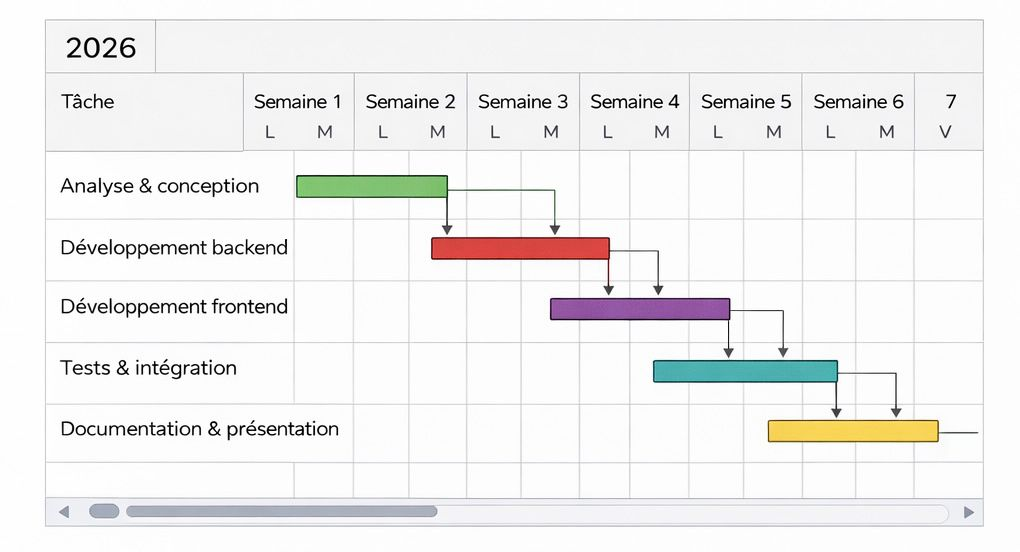 2026
Tâche Semaine 1 Semaine 2 Semaine 3 Semaine 4 Semaine 5 Semaine 6 7
L M L M L M L M L M L M V
Analyse & conception
Développement backend
Développement frontend
Tests & intégration
Documentation & présentation